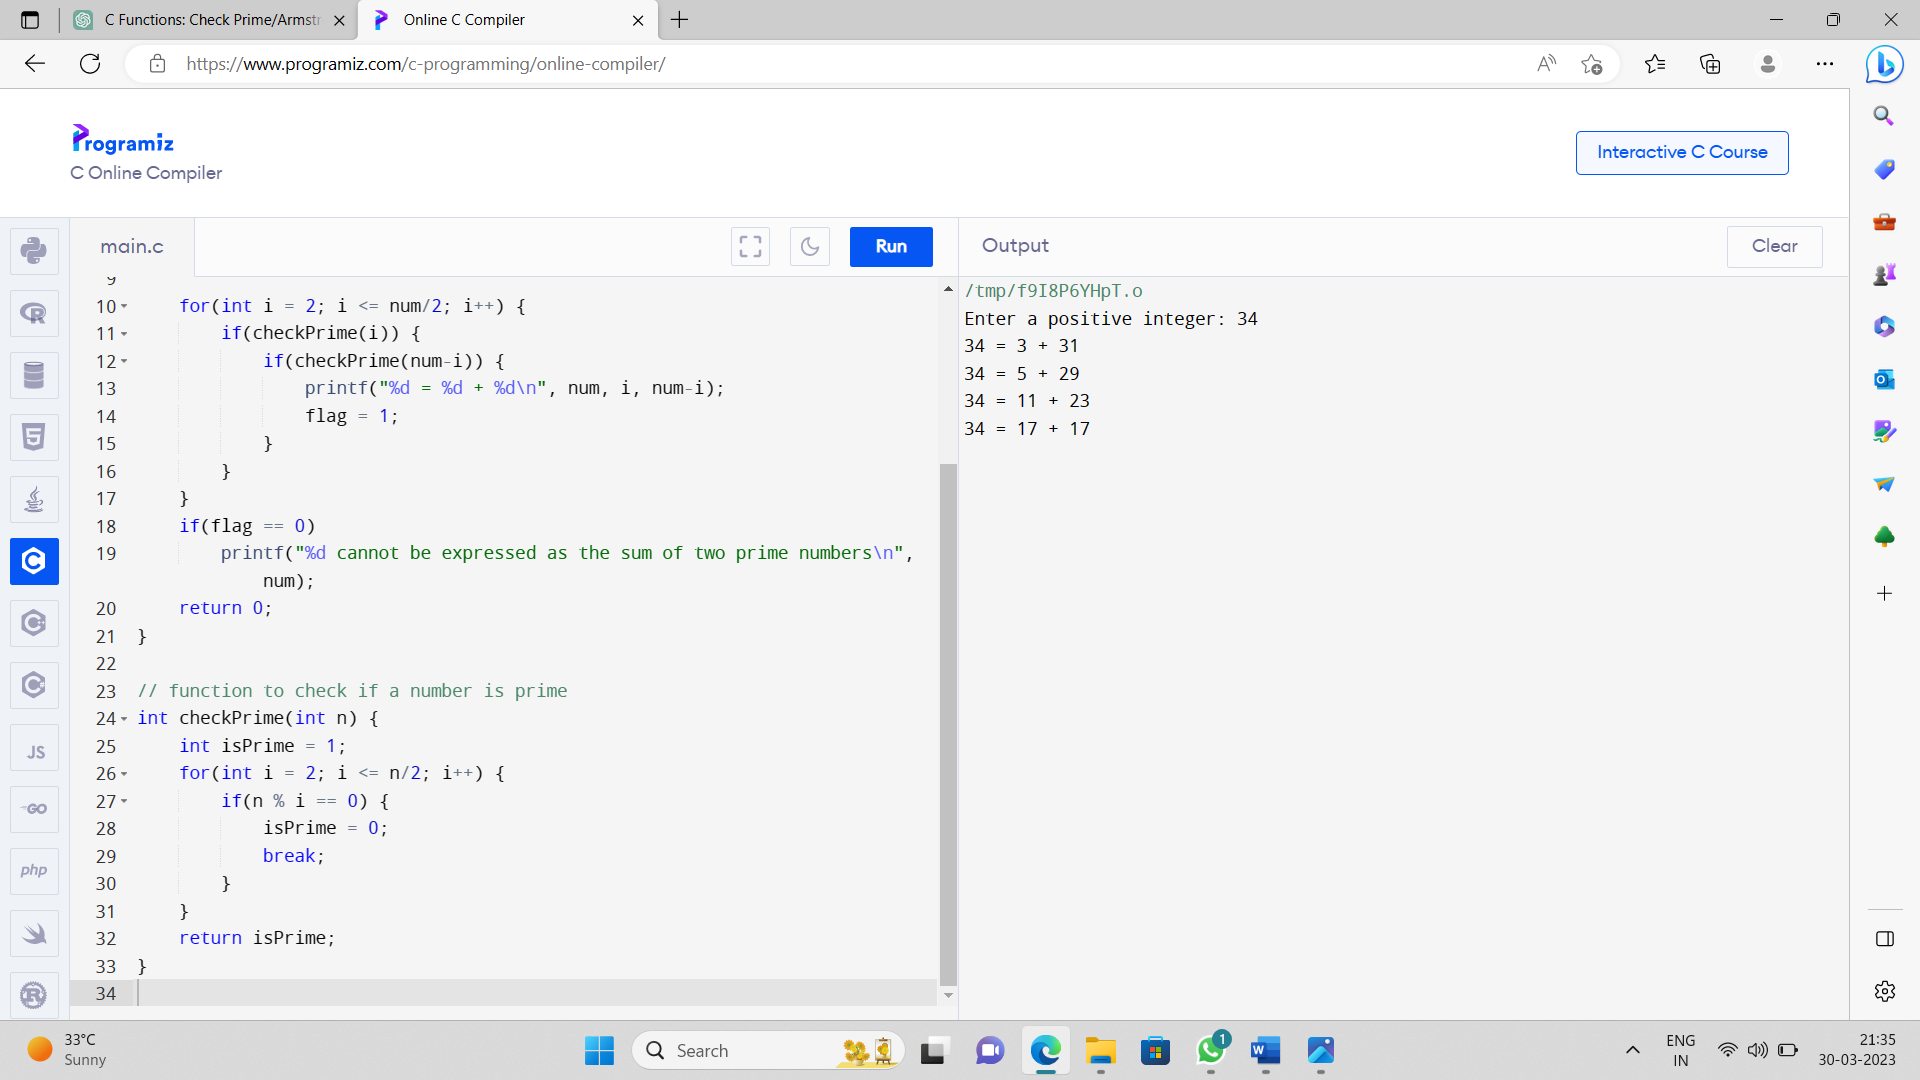 C Functions: Check Prime/Armstr
Online C Compiler
https://www.programiz.com/c-programming/online-compiler/
Programiz
C Online Compiler
Interactive C Course
main.c
Run
Output
Clear
9
10 for(int i = 2; i <= num/2; i++) {
11 if(checkPrime(i)) {
12 if(checkPrime(num-i)) {
13 printf("%d = %d + %d\n", num, i, num-i);
14 flag = 1;
15 }
16 }
17 }
18 if(flag == 0)
19 printf("%d cannot be expressed as the sum of two prime numbers\n",
num);
20 return 0;
21 }
22
23 // function to check if a number is prime
24 int checkPrime(int n) {
25 int isPrime = 1;
26 for(int i = 2; i <= n/2; i++) {
27 if(n % i == 0) {
28 isPrime = 0;
29 break;
30 }
31 }
32 return isPrime;
33 }
34
/tmp/f9I8P6YHpT.o
Enter a positive integer: 34
34 = 3 + 31
34 = 5 + 29
34 = 11 + 23
34 = 17 + 17
JS
GO
php
33°C
Sunny
Search
1
ENG
IN
21:35
30-03-2023